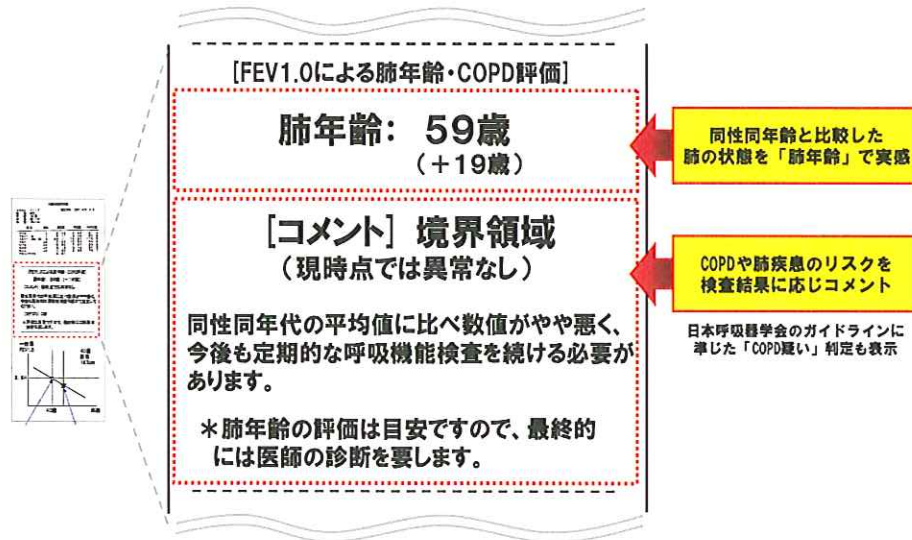 [FEV1.0による肺年齢・COPD評価]
肺年齢： 59歳
（＋19歳）
同性同年齢と比較した
肺の状態を「肺年齢」で実感
[コメント] 境界領域
（現時点では異常なし）
COPDや肺疾患のリスクを
検査結果に応じコメント
日本呼吸器学会のガイドラインに
準じた「COPD疑い」判定も表示
同性同年代の平均値に比べ数値がやや悪く、
今後も定期的な呼吸機能検査を続ける必要が
あります。
＊肺年齢の評価は目安ですので、最終的
には医師の診断を要します。